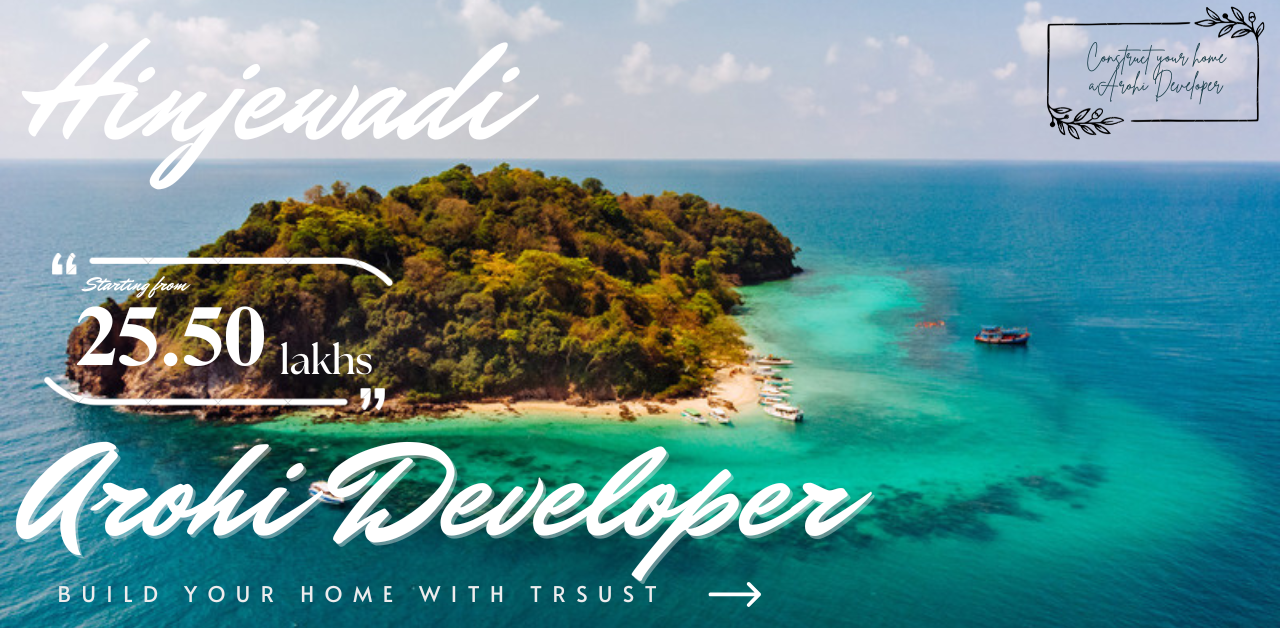 Hinjewadi
Construct your home
aArohi Developer
“
Starting from
25.50 lakhs
”
Arohi Developer
BUILD YOUR HOME WITH TRSUST →